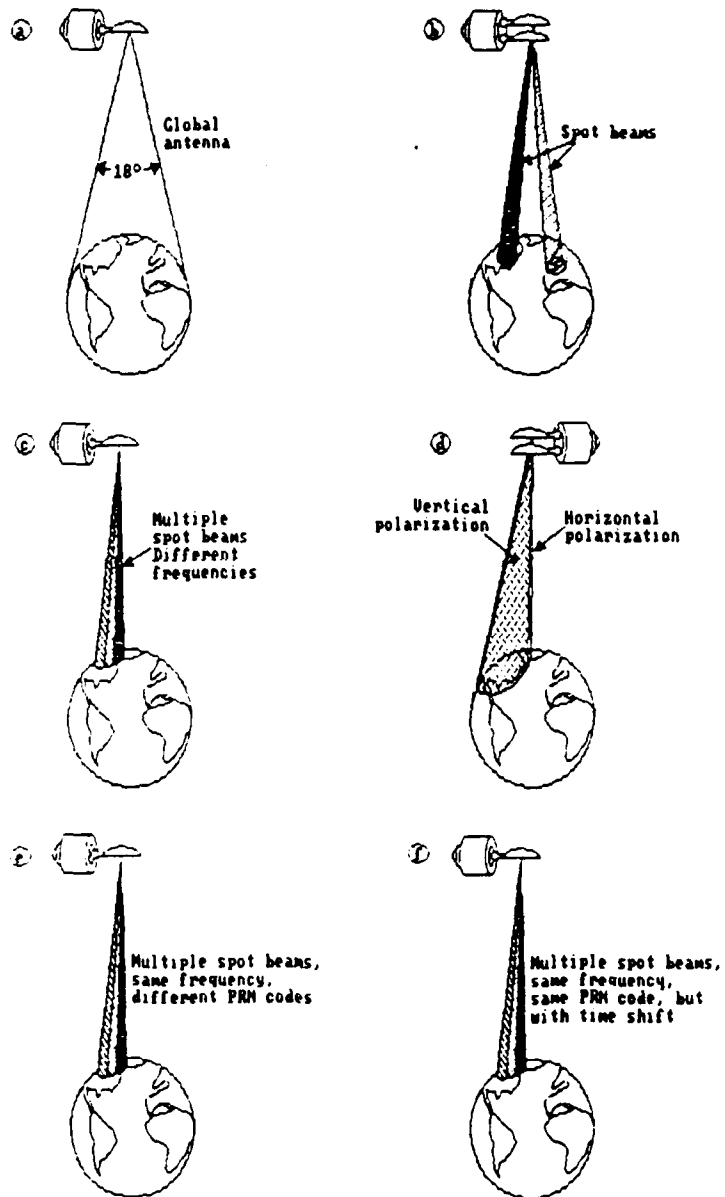 a
Global
antenna
18°
b
Spot beams
c
Multiple
spot beams
Different
frequencies
d
Vertical
polarization
Horizontal
polarization
e
Multiple spot beams,
same frequency,
different PRN codes
f
Multiple spot beams,
same frequency,
same PRN code, but
with time shift